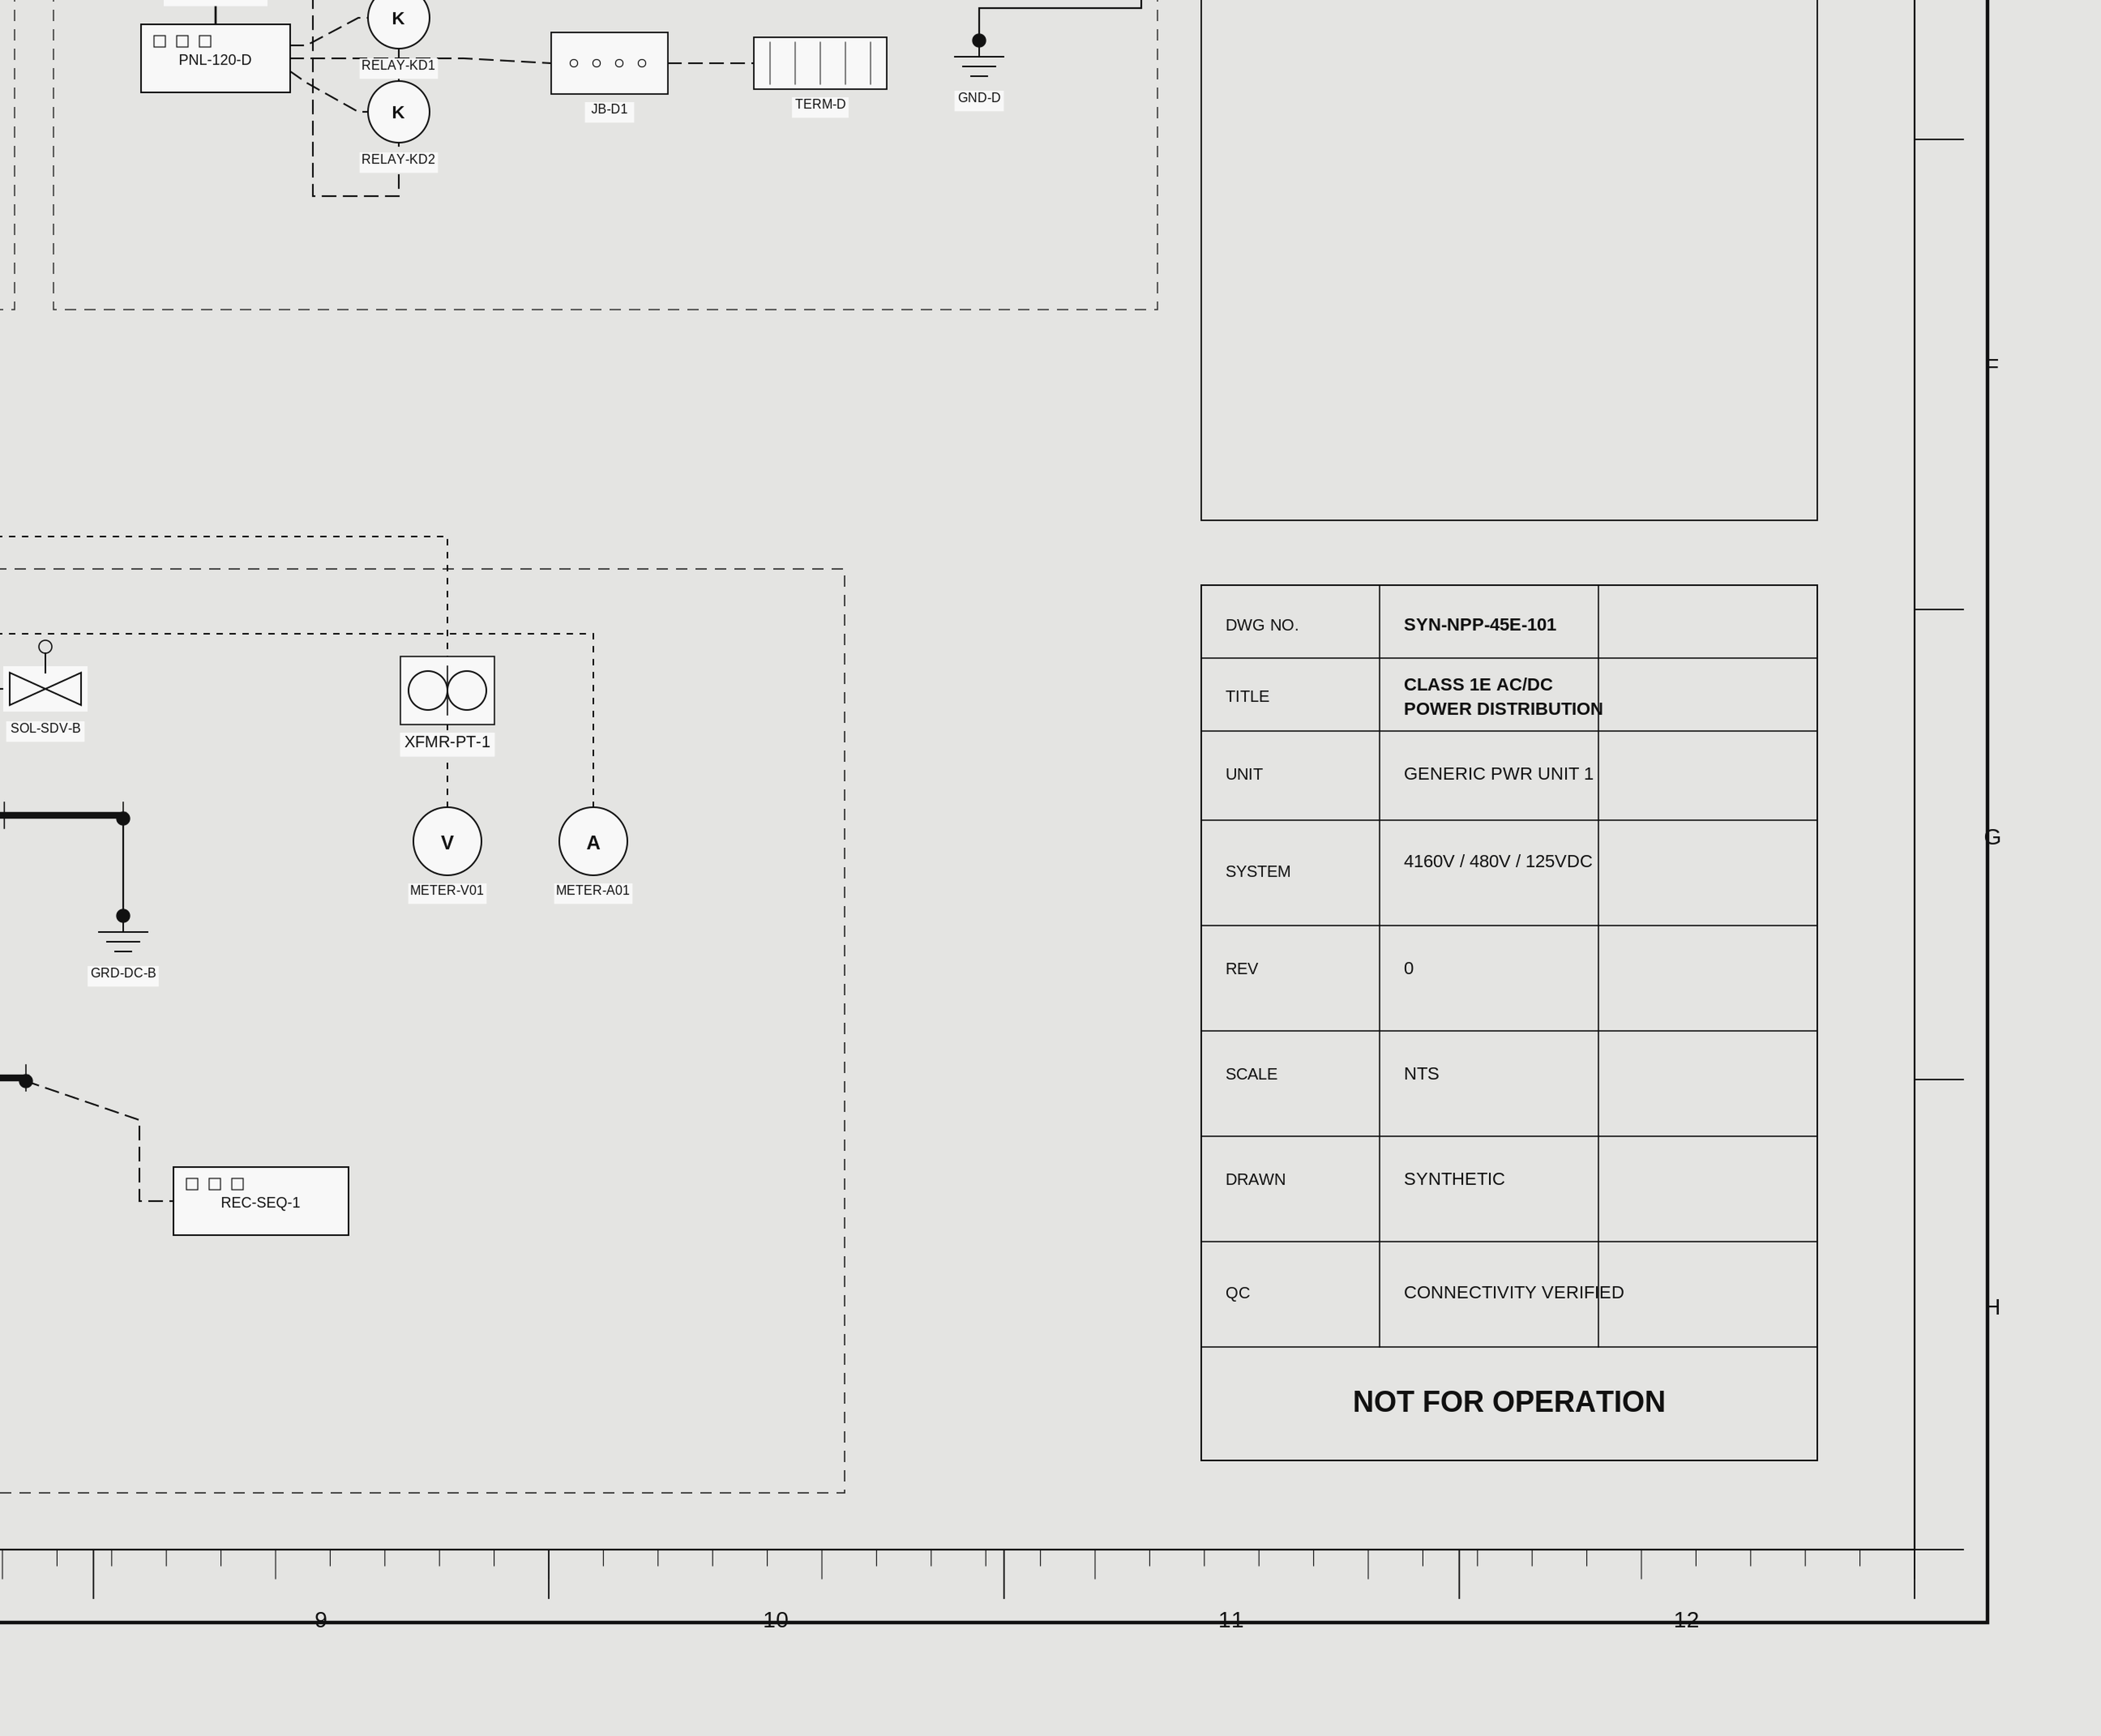 K
PNL-120-D
RELAY-KD1
K
RELAY-KD2
JB-D1
TERM-D
GND-D
F
SOL-SDV-B
XFMR-PT-1
V
A
METER-V01
METER-A01
GRD-DC-B
REC-SEQ-1
DWG NO. SYN-NPP-45E-101
TITLE CLASS 1E AC/DC
POWER DISTRIBUTION
UNIT GENERIC PWR UNIT 1
SYSTEM 4160V / 480V / 125VDC
REV 0
SCALE NTS
DRAWN SYNTHETIC
QC CONNECTIVITY VERIFIED
NOT FOR OPERATION
G
H
9 10 11 12